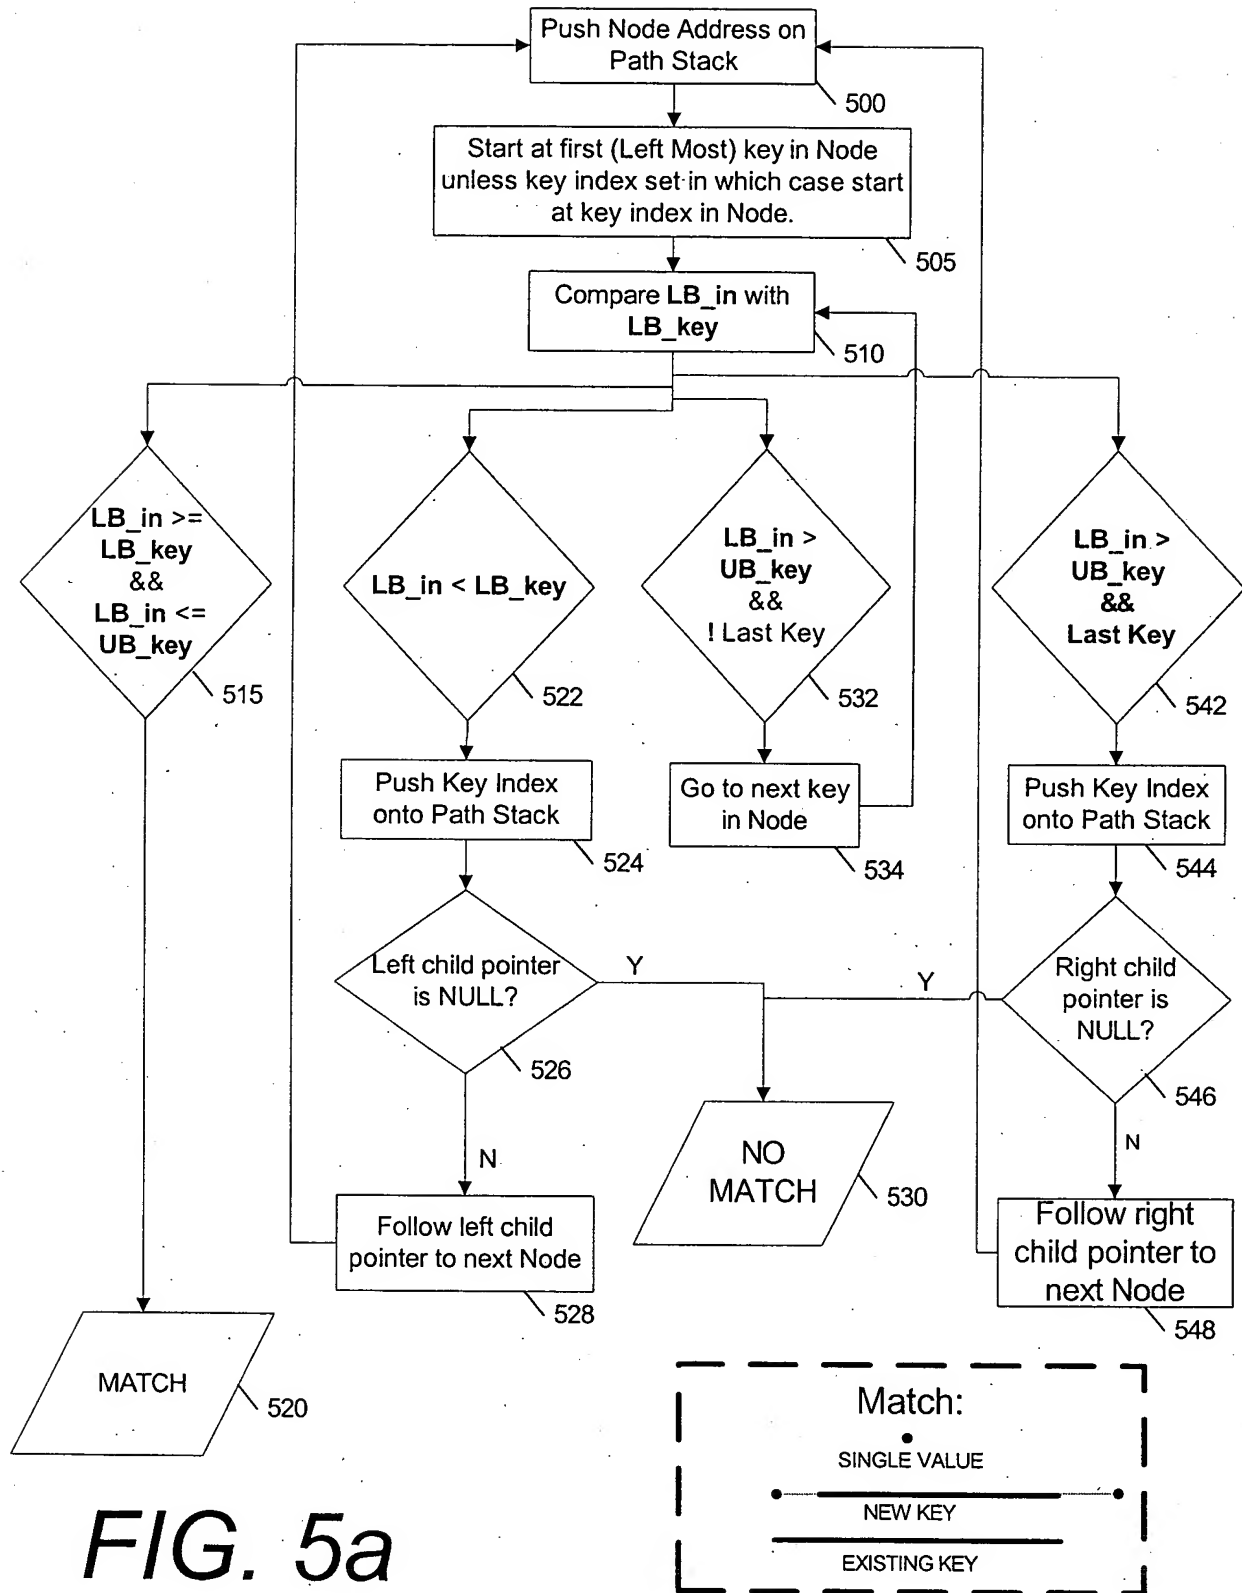 Push Node Address on
Path Stack
500
Start at first (Left Most) key in Node
unless key index set in which case start
at key index in Node.
505
Compare LB_in with
LB_key
510
LB_in >=
LB_key
&&
LB_in <=
UB_key
515
LB_in < LB_key
522
LB_in >
UB_key
&&
! Last Key
532
LB_in >
UB_key
&&
Last Key
542
Push Key Index
onto Path Stack
524
Go to next key
in Node
534
Push Key Index
onto Path Stack
544
Left child pointer
is NULL?
526
Y
N
Right child
pointer is
NULL?
546
Y
N
NO
MATCH
530
Follow left child
pointer to next Node
528
Follow right
child pointer to
next Node
548
MATCH
520
Match:
SINGLE VALUE
NEW KEY
EXISTING KEY
FIG. 5a